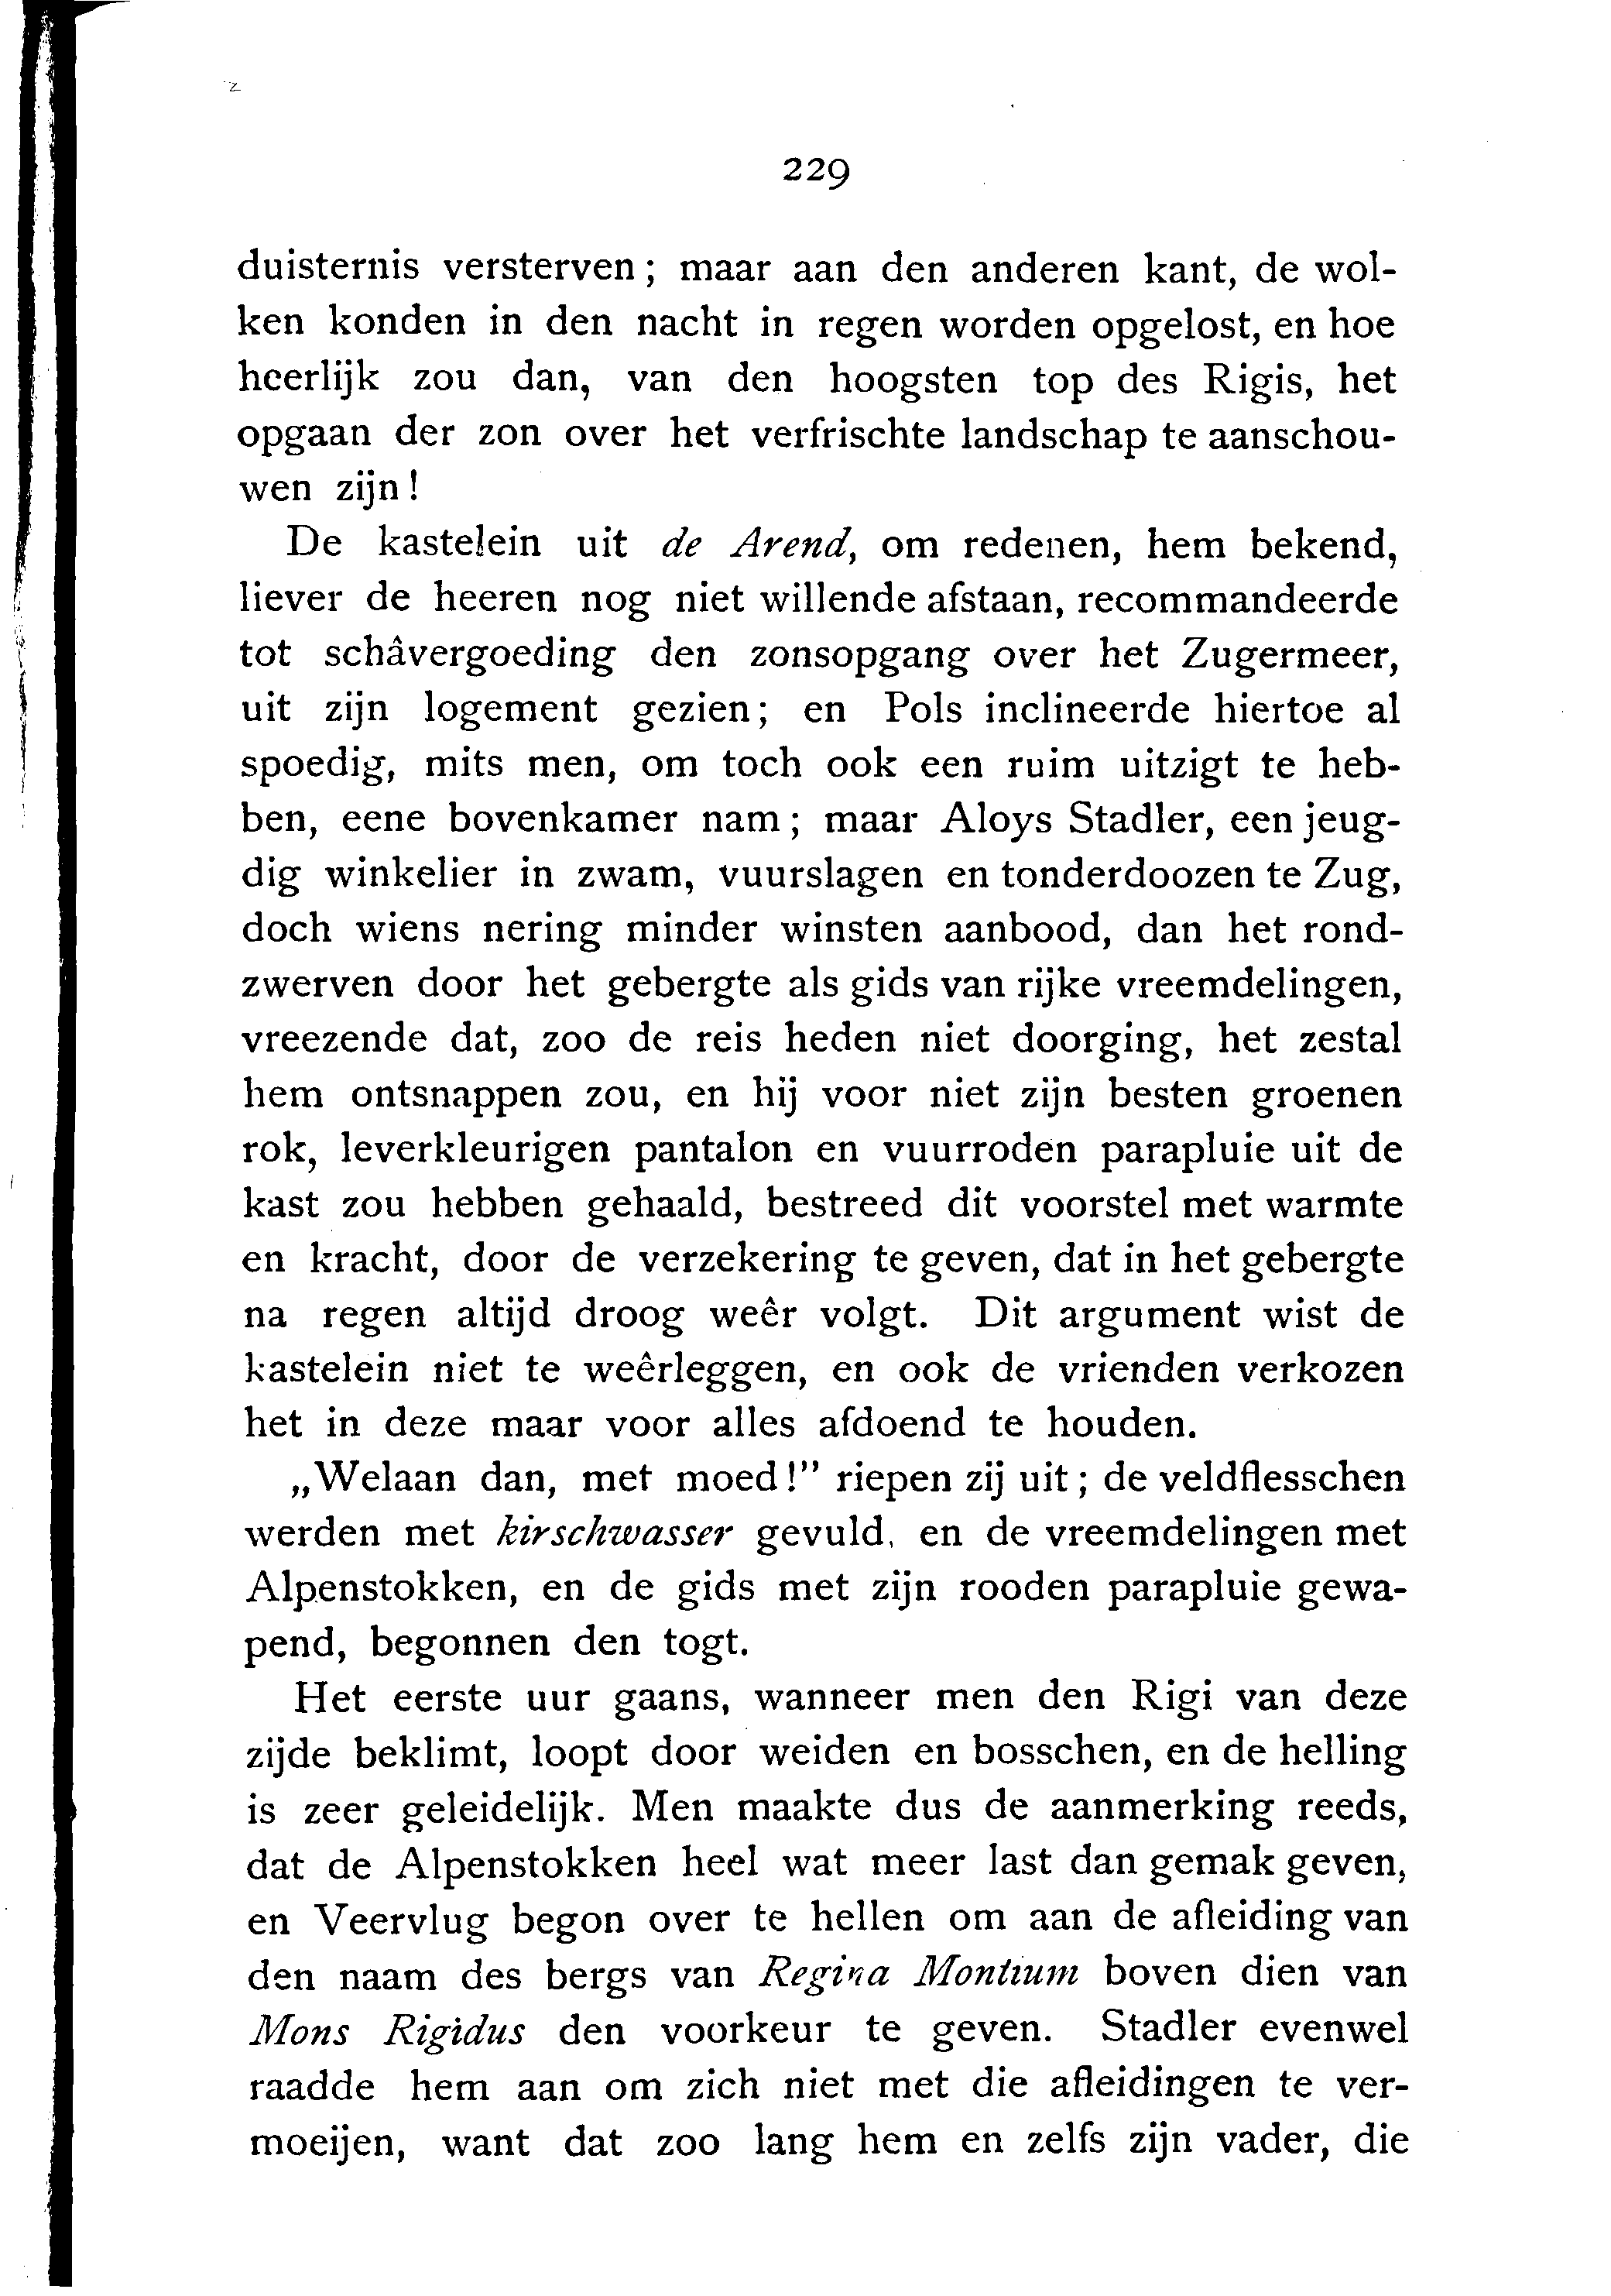 229
duisternis versterven; maar aan den anderen kant, de wol-
ken konden in den nacht in regen worden opgelost, en hoe
heerlijk zou dan, van den hoogsten top des Rigis, het
opgaan der zon over het verfrischte landschap te aanschou-
wen zijn!
De kastelein uit de Arend, om redenen, hem bekend,
liever de heeren nog niet willende afstaan, recommandeerde
tot schâvergoeding den zonsopgang over het Zugermeer,
uit zijn logement gezien; en Pols inclineerde hiertoe al
spoedig, mits men, om toch ook een ruim uitzigt te heb-
ben, eene bovenkamer nam; maar Aloys Stadler, een jeug-
dig winkelier in zwam, vuurslagen en tonderdoozen te Zug,
doch wiens nering minder winsten aanbood, dan het rond-
zwerven door het gebergte als gids van rijke vreemdelingen,
vreezende dat, zoo de reis heden niet doorging, het zestal
hem ontsnappen zou, en hij voor niet zijn besten groenen
rok, leverkleurigen pantalon en vuurroden parapluie uit de
kast zou hebben gehaald, bestreed dit voorstel met warmte
en kracht, door de verzekering te geven, dat in het gebergte
na regen altijd droog weêr volgt. Dit argument wist de
kastelein niet te weêrleggen, en ook de vrienden verkozen
het in deze maar voor alles afdoend te houden.
„Welaan dan, met moed!” riepen zij uit; de veldflesschen
werden met kirschwasser gevuld, en de vreemdelingen met
Alpenstokken, en de gids met zijn rooden parapluie gewa-
pend, begonnen den togt.
Het eerste uur gaans, wanneer men den Rigi van deze
zijde beklimt, loopt door weiden en bosschen, en de helling
is zeer geleidelijk. Men maakte dus de aanmerking reeds,
dat de Alpenstokken heel wat meer last dan gemak geven,
en Veervlug begon over te hellen om aan de afleiding van
den naam des bergs van Regina Montium boven dien van
Mons Rigidus den voorkeur te geven. Stadler evenwel
raadde hem aan om zich niet met die afleidingen te ver-
moeijen, want dat zoo lang hem en zelfs zijn vader, die